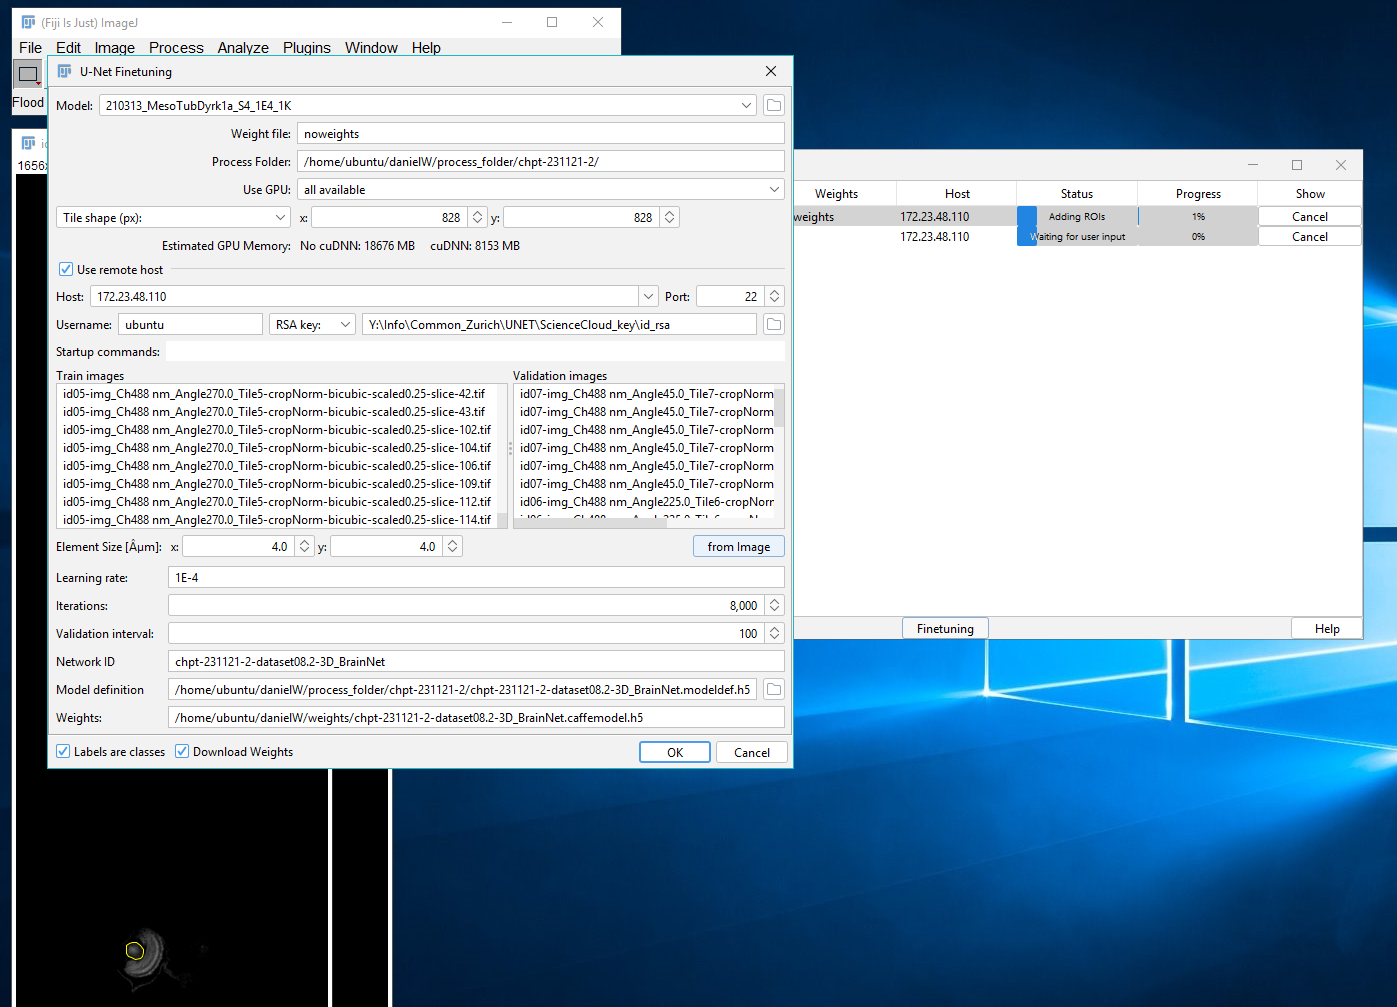 (Fiji Is Just) ImageJ
File Edit Image Process Analyze Plugins Window Help
Flood
1656x
U-Net Finetuning
Model: 210313_MesoTubDyrk1a_S4_1E4_1K
Weight file: noweights
Process Folder: /home/ubuntu/danielW/process_folder/chpt-231121-2/
Use GPU: all available
Tile shape (px): x: 828 y: 828
Estimated GPU Memory: No cuDNN: 18676 MB cuDNN: 8153 MB
Use remote host
Host: 172.23.48.110 Port: 22
Username: ubuntu RSA key: Y:\Info\Common_Zurich\UNET\ScienceCloud_key\id_rsa
Startup commands:
Train images
id05-img_Ch488 nm_Angle270.0_Tile5-cropNorm-bicubic-scaled0.25-slice-42.tif
id05-img_Ch488 nm_Angle270.0_Tile5-cropNorm-bicubic-scaled0.25-slice-43.tif
id05-img_Ch488 nm_Angle270.0_Tile5-cropNorm-bicubic-scaled0.25-slice-102.tif
id05-img_Ch488 nm_Angle270.0_Tile5-cropNorm-bicubic-scaled0.25-slice-104.tif
id05-img_Ch488 nm_Angle270.0_Tile5-cropNorm-bicubic-scaled0.25-slice-106.tif
id05-img_Ch488 nm_Angle270.0_Tile5-cropNorm-bicubic-scaled0.25-slice-109.tif
id05-img_Ch488 nm_Angle270.0_Tile5-cropNorm-bicubic-scaled0.25-slice-112.tif
id05-img_Ch488 nm_Angle270.0_Tile5-cropNorm-bicubic-scaled0.25-slice-114.tif
Validation images
id07-img_Ch488 nm_Angle45.0_Tile7-cropNorm
id07-img_Ch488 nm_Angle45.0_Tile7-cropNorm
id07-img_Ch488 nm_Angle45.0_Tile7-cropNorm
id07-img_Ch488 nm_Angle45.0_Tile7-cropNorm
id07-img_Ch488 nm_Angle45.0_Tile7-cropNorm
id07-img_Ch488 nm_Angle45.0_Tile7-cropNorm
id06-img_Ch488 nm_Angle225.0_Tile6-cropNorm
Element Size [Âµm]: x: 4.0 y: 4.0 from Image
Learning rate: 1E-4
Iterations: 8,000
Validation interval: 100
Network ID chpt-231121-2-dataset08.2-3D_BrainNet
Model definition /home/ubuntu/danielW/process_folder/chpt-231121-2/chpt-231121-2-dataset08.2-3D_BrainNet.modeldef.h5
Weights: /home/ubuntu/danielW/weights/chpt-231121-2-dataset08.2-3D_BrainNet.caffemodel.h5
Labels are classes Download Weights OK Cancel
Weights Host Status Progress Show
weights 172.23.48.110 Adding ROIs 1% Cancel
172.23.48.110 Waiting for user input 0% Cancel
Finetuning Help